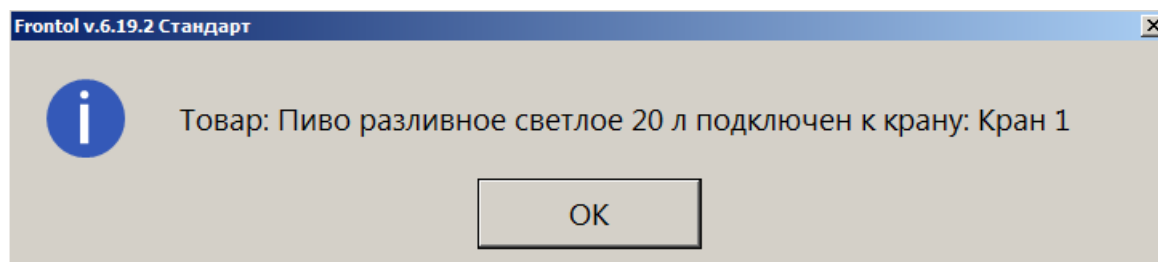 Frontol v.6.19.2 Стандарт
Товар: Пиво разливное светлое 20 л подключен к крану: Кран 1
OK